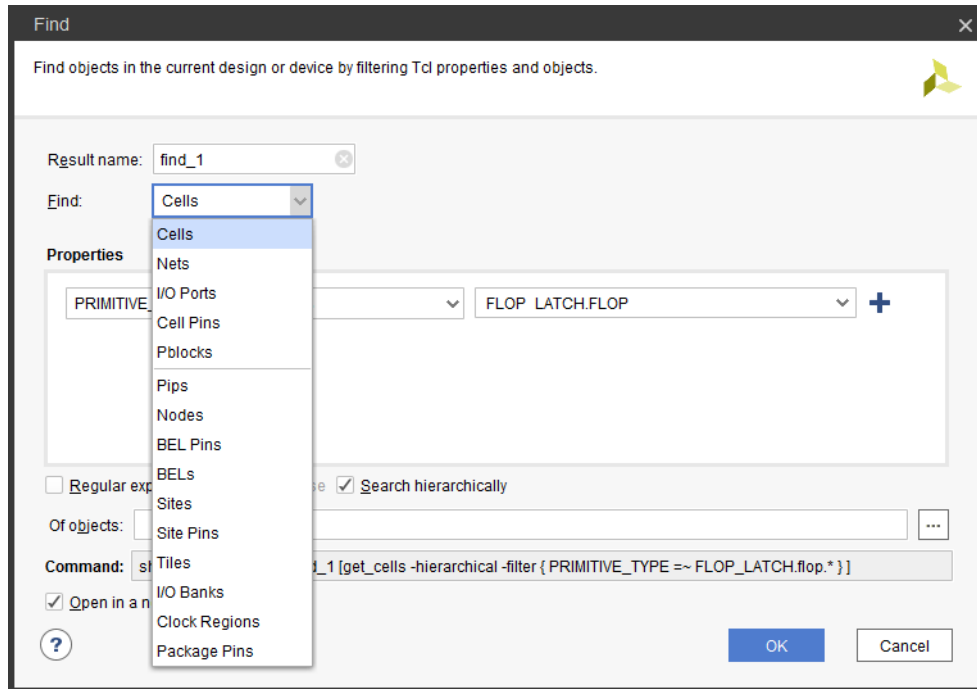 Find
Find objects in the current design or device by filtering Tcl properties and objects.
Result name: find_1
Find: Cells
Cells
Properties
Nets
I/O Ports
PRIMITIVE_ FLOP_LATCH.FLOP
Cell Pins
Pblocks
Pips
Nodes
BEL Pins
BELs
Regular exp se Search hierarchically
Sites
Of objects: ...
Site Pins
Tiles
Command: sh d_1 [get_cells -hierarchical -filter { PRIMITIVE_TYPE =~ FLOP_LATCH.flop.* } ]
I/O Banks
Open in a n
Clock Regions
Package Pins
? OK Cancel